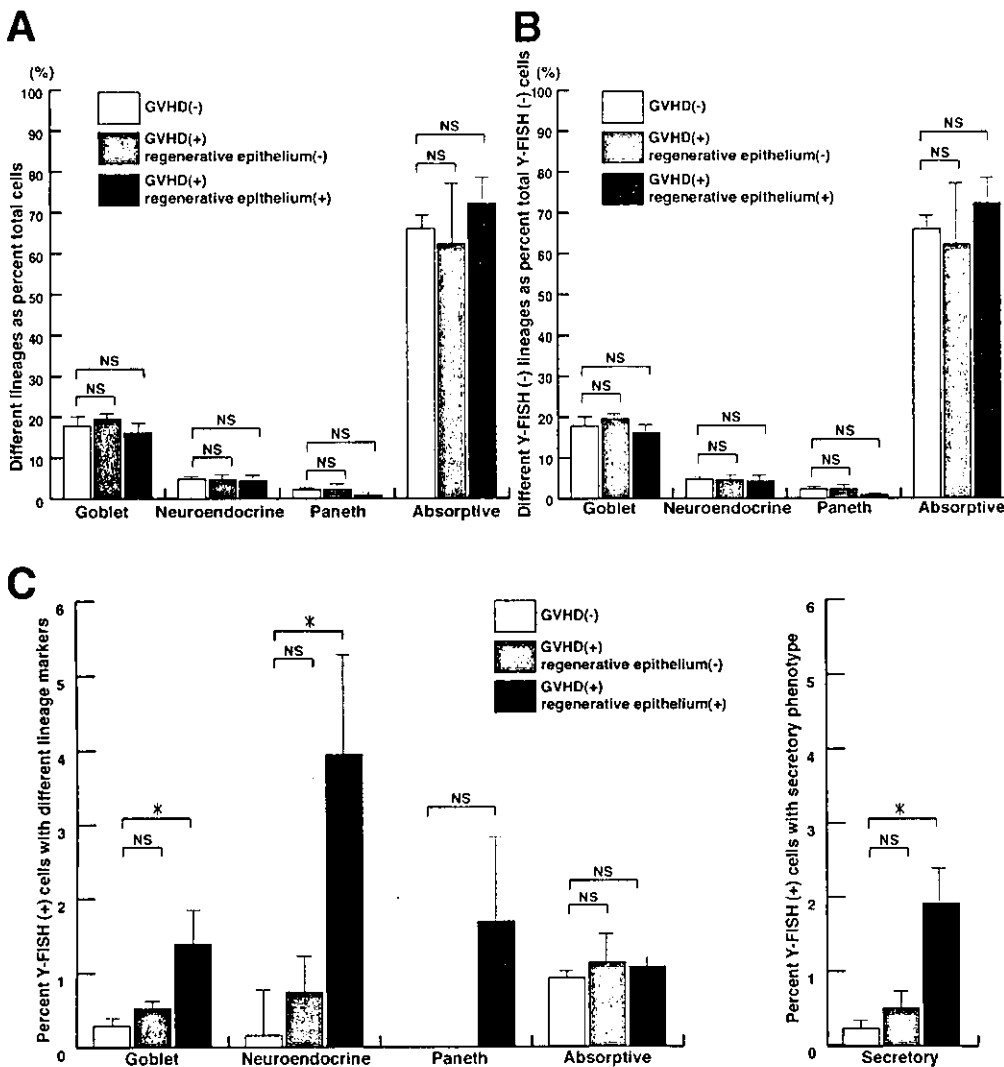 A
(%)
Different lineages as percent total cells
100
90
80
70
60
50
40
30
20
10
0
GVHD(-)
GVHD(+)
regenerative epithelium(-)
GVHD(+)
regenerative epithelium(+)
NS
NS
NS
NS
NS
NS
NS
NS
Goblet Neuroendocrine Paneth Absorptive
B
(%)
Different Y-FISH (-) lineages as percent total Y-FISH (-) cells
100
90
80
70
60
50
40
30
20
10
0
GVHD(-)
GVHD(+)
regenerative epithelium(-)
GVHD(+)
regenerative epithelium(+)
NS
NS
NS
NS
NS
NS
NS
NS
Goblet Neuroendocrine Paneth Absorptive
C
Percent Y-FISH (+) cells with different lineage markers
6
5
4
3
2
1
0
GVHD(-)
GVHD(+)
regenerative epithelium(-)
GVHD(+)
regenerative epithelium(+)
*
NS
*
NS
NS
NS
NS
Goblet Neuroendocrine Paneth Absorptive
Percent Y-FISH (+) cells with secretory phenotype
6
5
4
3
2
1
0
*
NS
Secretory